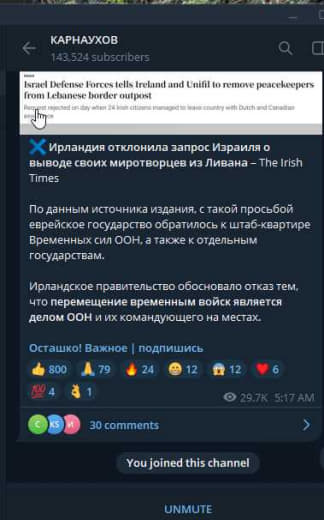 КАРНАУХОВ
143,524 subscribers
Israel Defense Forces tells Ireland and Unifil to remove peacekeepers
from Lebanese border outpost
Request rejected on day when 24 Irish citizens managed to leave country with Dutch and Canadian
Ирландия отклонила запрос Израиля о
выводе своих миротворцев из Ливана – The Irish
Times
По данным источника издания, с такой просьбой
еврейское государство обратилось к штаб-квартире
Временных сил ООН, а также к отдельным
государствам.
Ирландское правительство обосновало отказ тем,
что перемещение временным войск является
делом ООН и их командующего на местах.
Осташко! Важное | подпишись
800 79 24 12 12 6
100 4 1 29.7K 5:17 AM
C KS И 30 comments
You joined this channel
UNMUTE